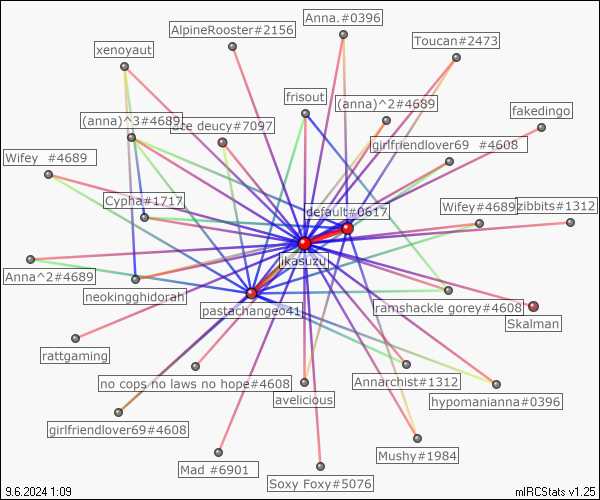 Anna.#0396
AlpineRooster#2156
Toucan#2473
xenoyaut
frisout
(anna)^2#4689
fakedingo
(anna)^3#4689
deucy#7097
girlfriendlover69 #4608
Wifey #4689
Cypha#1717
default#0617
Wifey#4689
zibbits#1312
ikasuzu
Anna^2#4689
neokingghidorah
pastachangeo41
ramshackle gorey#4608
Skalman
rattgaming
no cops no laws no hope#4608
Annarchist#1312
avelicious
hypomanianna#0396
girlfriendlover69#4608
Mushy#1984
Mad #6901
Soxy Foxy#5076
9.6.2024 1:09
mIRCStats v1.25